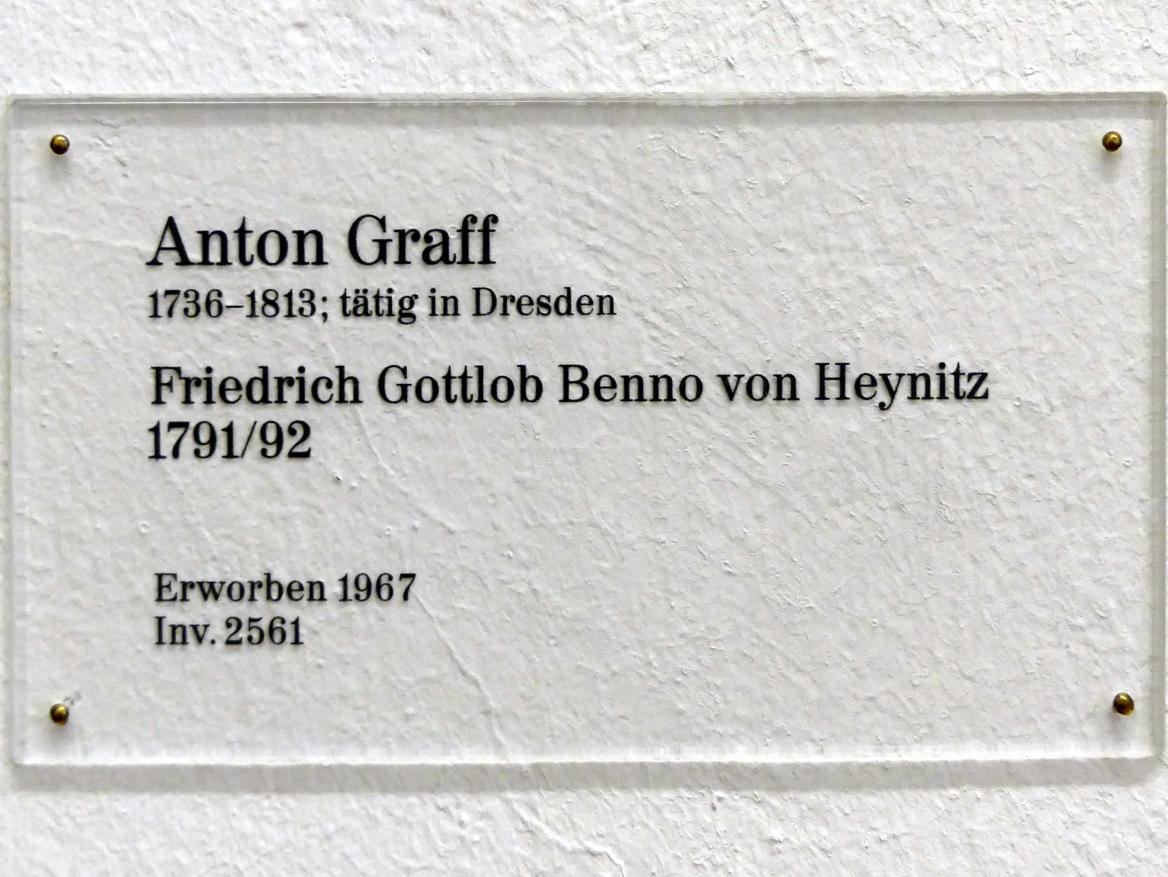 Anton Graff
1736–1813; tätig in Dresden
Friedrich Gottlob Benno von Heynitz
1791/92
Erworben 1967
Inv. 2561